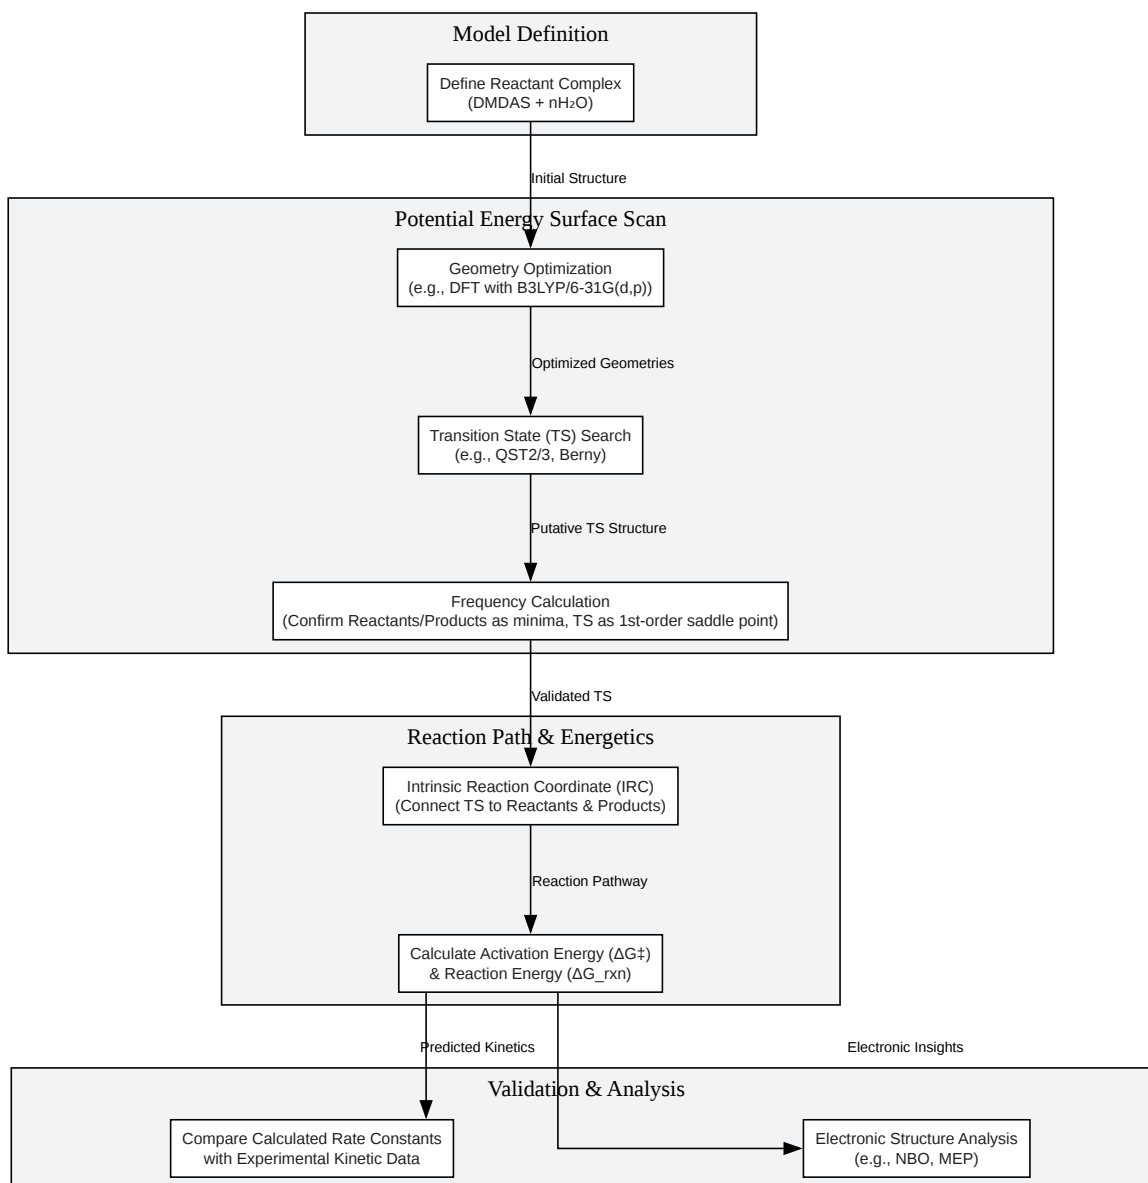 Model Definition
Define Reactant Complex
(DMDAS + nH₂O)
Initial Structure
Potential Energy Surface Scan
Geometry Optimization
(e.g., DFT with B3LYP/6-31G(d,p))
Optimized Geometries
Transition State (TS) Search
(e.g., QST2/3, Berny)
Putative TS Structure
Frequency Calculation
(Confirm Reactants/Products as minima, TS as 1st-order saddle point)
Validated TS
Reaction Path & Energetics
Intrinsic Reaction Coordinate (IRC)
(Connect TS to Reactants & Products)
Reaction Pathway
Calculate Activation Energy (ΔG‡)
& Reaction Energy (ΔG_rxn)
Predicted Kinetics
Electronic Insights
Validation & Analysis
Compare Calculated Rate Constants
with Experimental Kinetic Data
Electronic Structure Analysis
(e.g., NBO, MEP)